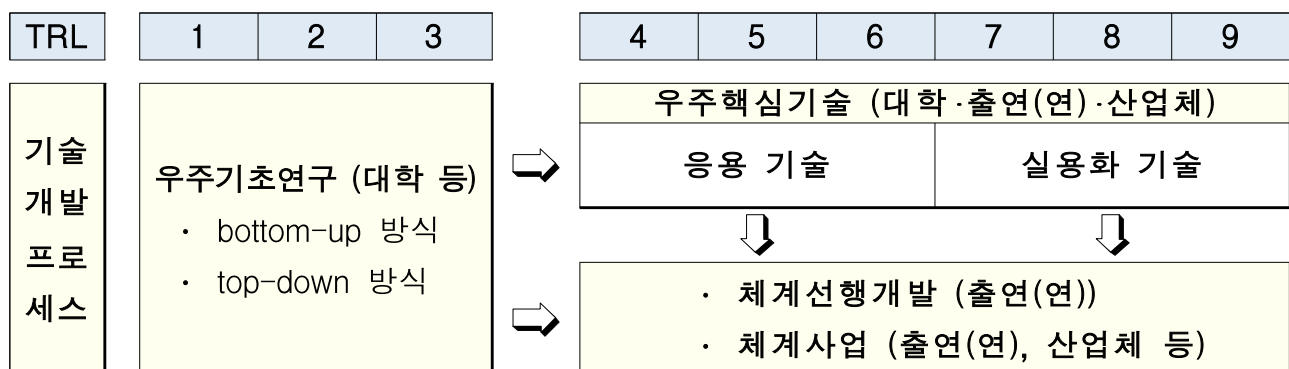 TRL 1 2 3 4 5 6 7 8 9
기술
개발
프로
세스
우주기초연구 (대학 등)
· bottom-up 방식
· top-down 방식
우주핵심기술 (대학·출연(연)·산업체)
응용 기술 실용화 기술
· 체계선행개발 (출연(연))
· 체계사업 (출연(연), 산업체 등)